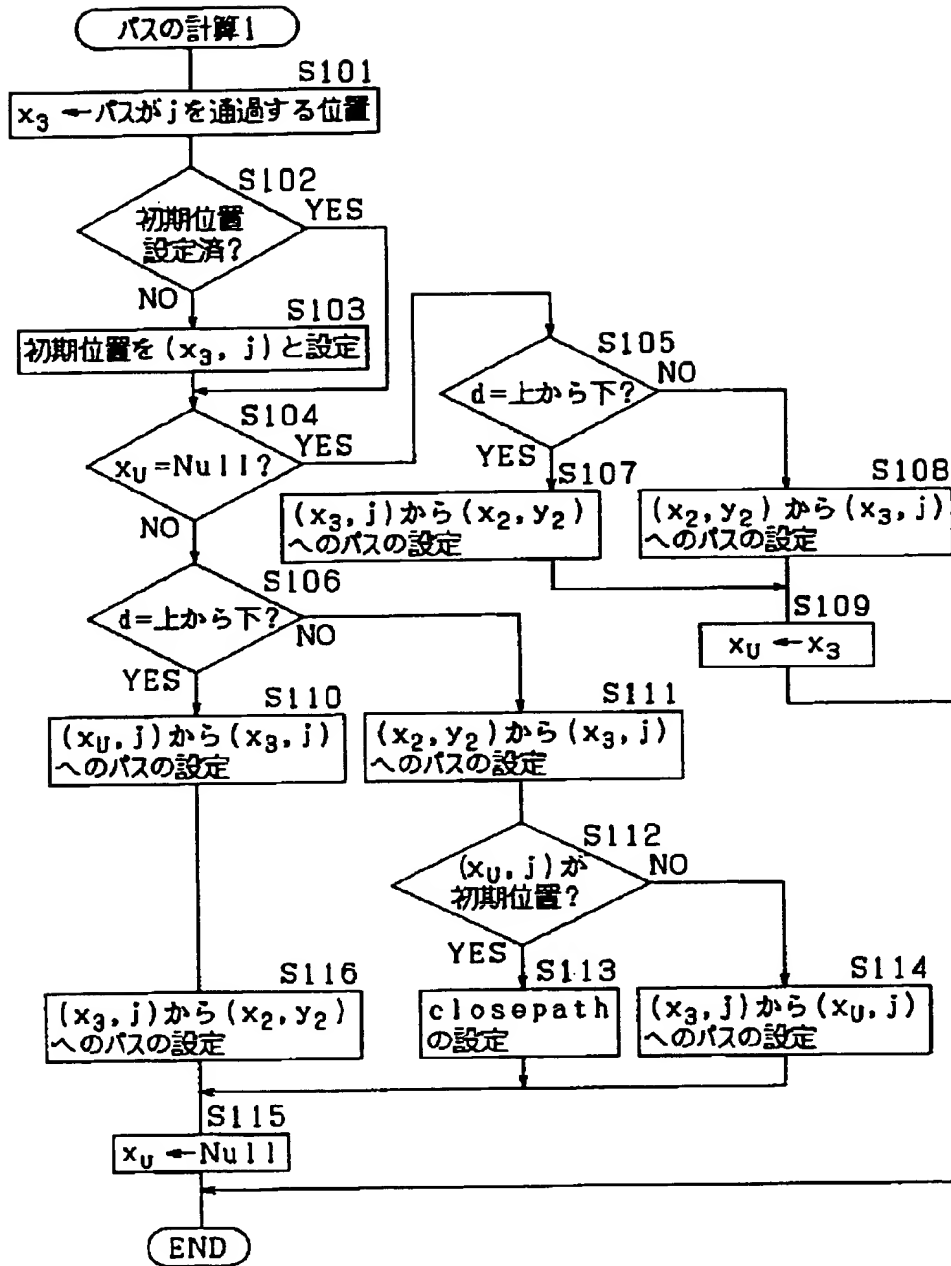 パスの計算1
S101
x₃ ←パスがjを通過する位置
S102
初期位置
設定済?
YES
NO
S103
初期位置を(x₃, j)と設定
S104
x_U=Null?
YES
NO
S105
d=上から下?
NO
YES
S107
(x₃, j)から(x₂, y₂)
へのパスの設定
S108
(x₂, y₂)から(x₃, j)
へのパスの設定
S109
x_U ← x₃
S106
d=上から下?
NO
YES
S110
(x_U, j)から(x₃, j)
へのパスの設定
S111
(x₂, y₂)から(x₃, j)
へのパスの設定
S112
(x_U, j)が
初期位置?
NO
YES
S113
closepath
の設定
S114
(x₃, j)から(x_U, j)
へのパスの設定
S116
(x₃, j)から(x₂, y₂)
へのパスの設定
S115
x_U ←Null
END